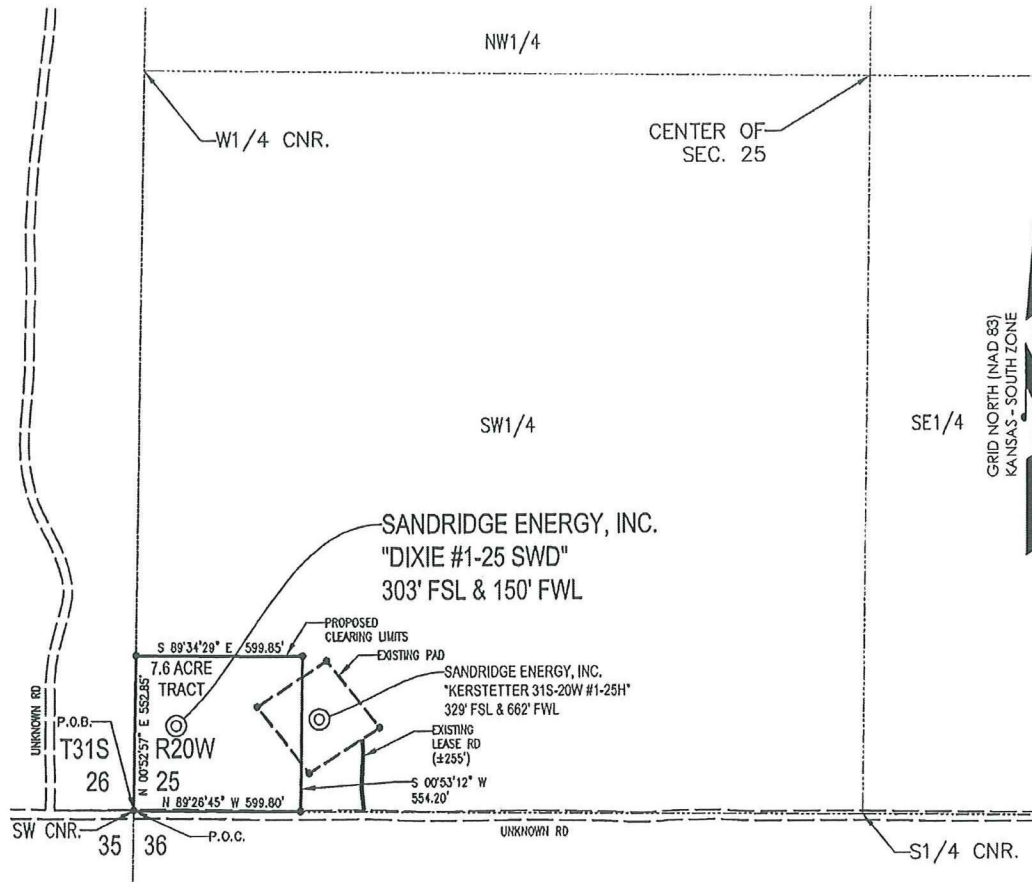 NW1/4
W1/4 CNR.
CENTER OF
SEC. 25
GRID NORTH (NAD 83)
KANSAS - SOUTH ZONE
SW1/4
SE1/4
SANDRIDGE ENERGY, INC.
"DIXIE #1-25 SWD"
303' FSL & 150' FWL
PROPOSED
CLEARING LIMITS
S 89°34'29" E 599.85'
EXISTING PAD
7.6 ACRE
TRACT
SANDRIDGE ENERGY, INC.
"KERSTETTER 31S-20W #1-25H"
329' FSL & 662' FWL
N 00°52'57" E 552.85'
UNKNOWN RD
P.O.B.
T31S
R20W
EXISTING
LEASE RD
(±255')
26
25
S 00°53'12" W
554.20'
N 89°26'45" W 599.80'
SW CNR.
35
36
P.O.C.
UNKNOWN RD
S1/4 CNR.